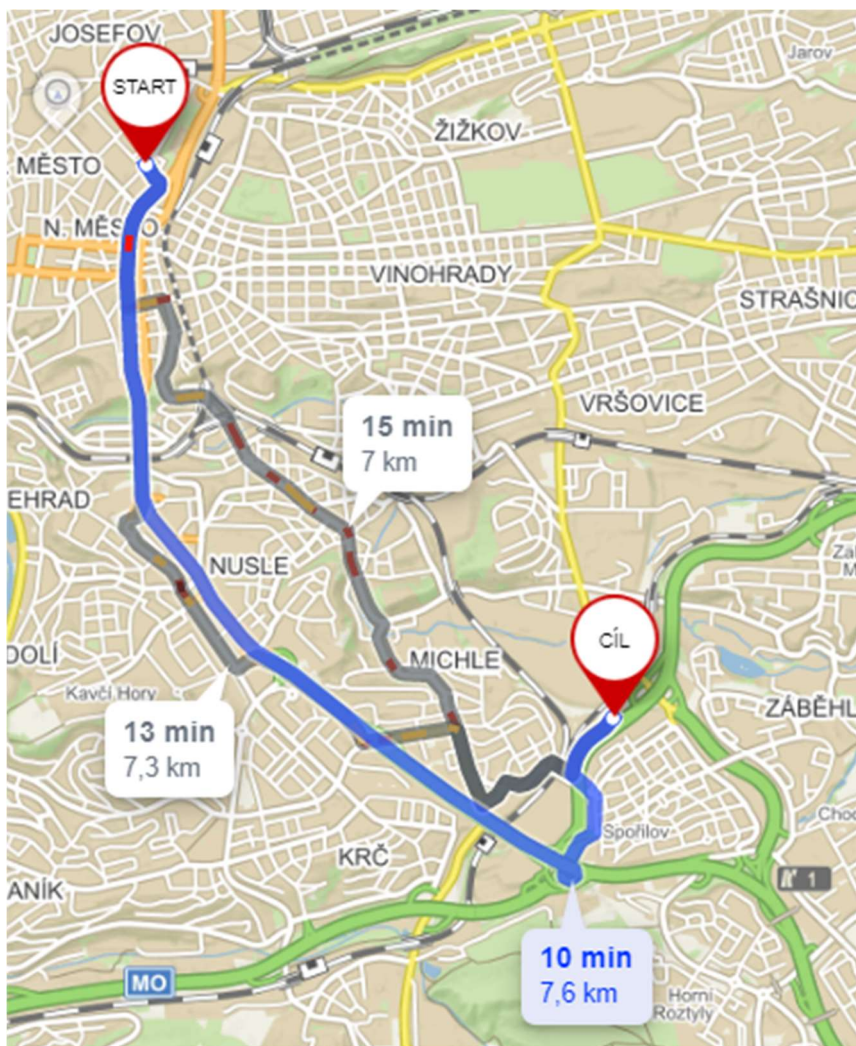 JOSEFOV
Jarov
START
ŽIŽKOV
MĚSTO
N. MĚSTO
VINOHRADY
STRAŠNIC
VRŠOVICE
15 min
7 km
EHRAD
NUSLE
CÍL
DOLÍ
MICHLE
Kavčí Hory
ZÁBĚHL
13 min
7,3 km
Spořilov
Chod
KRČ
ANÍK
1
10 min
7,6 km
MO
Horní
Roztyly